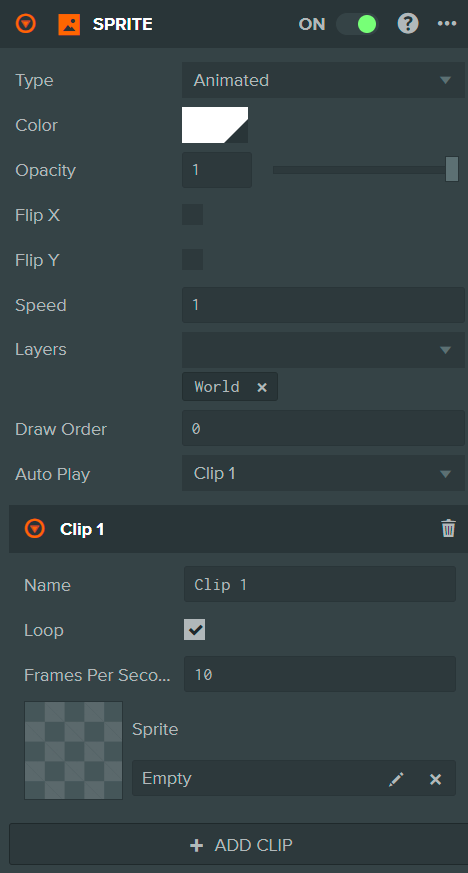 SPRITE ON ? •••
Type Animated
Color
Opacity 1
Flip X
Flip Y
Speed 1
Layers
World ×
Draw Order 0
Auto Play Clip 1
Clip 1
Name Clip 1
Loop
Frames Per Seco... 10
Sprite
Empty ×
+ ADD CLIP